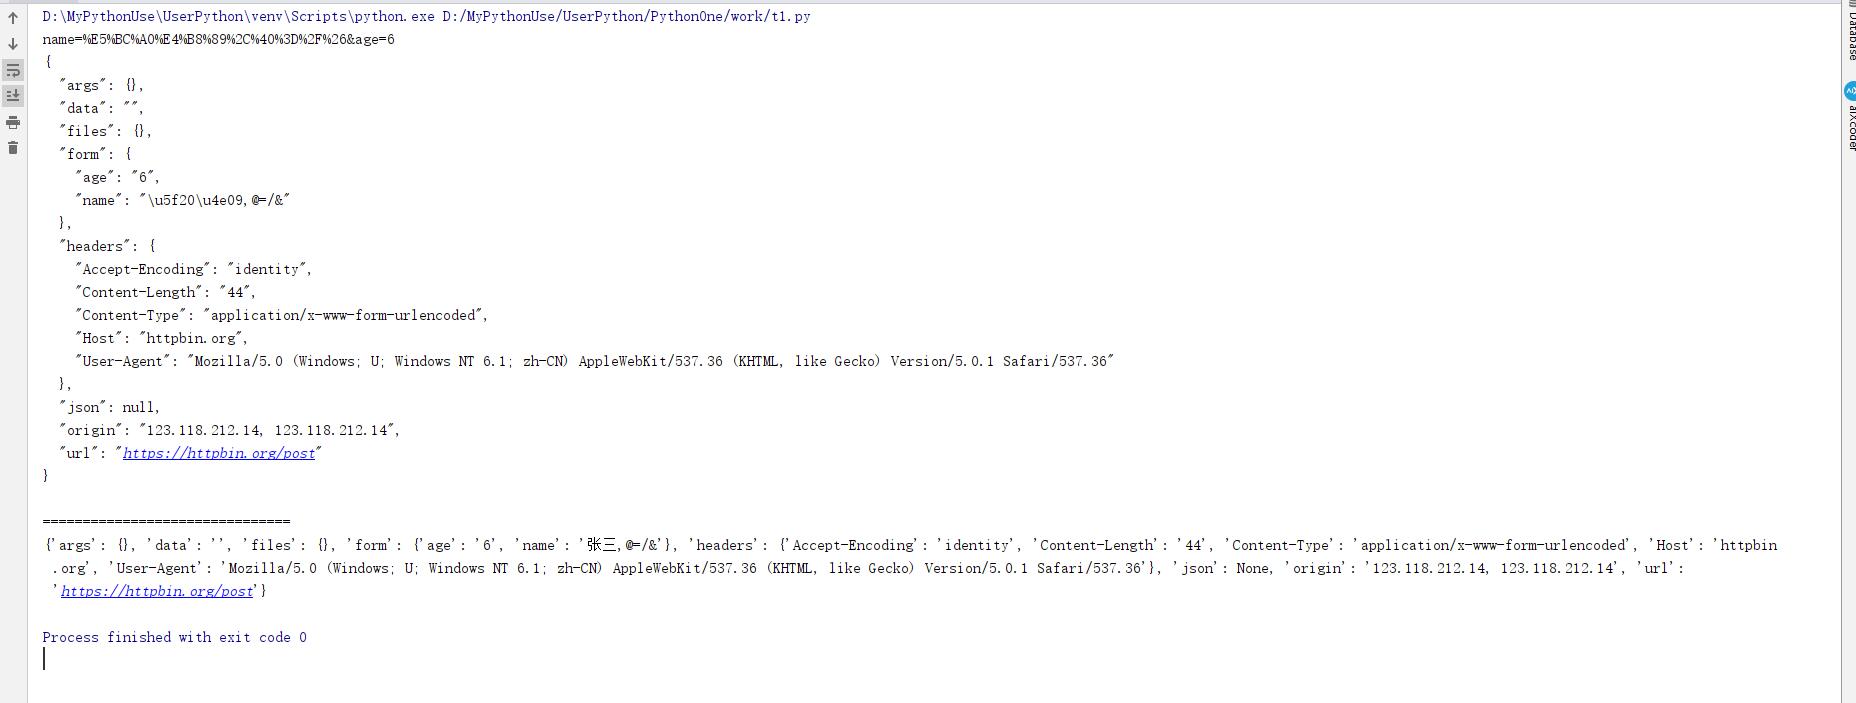 D:\MyPythonUse\UserPython\venv\Scripts\python.exe D:/MyPythonUse/UserPython/PythonOne/work/t1.py
name=%E5%BC%A0%E4%B8%89%2C%40%3D%2F%26&age=6
{
  "args": {},
  "data": "",
  "files": {},
  "form": {
    "age": "6",
    "name": "\u5f20\u4e09,@=/&"
  },
  "headers": {
    "Accept-Encoding": "identity",
    "Content-Length": "44",
    "Content-Type": "application/x-www-form-urlencoded",
    "Host": "httpbin.org",
    "User-Agent": "Mozilla/5.0 (Windows; U; Windows NT 6.1; zh-CN) AppleWebKit/537.36 (KHTML, like Gecko) Version/5.0.1 Safari/537.36"
  },
  "json": null,
  "origin": "123.118.212.14, 123.118.212.14",
  "url": "https://httpbin.org/post"
}
===============================
{'args': {}, 'data': '', 'files': {}, 'form': {'age': '6', 'name': '张三,@=/&'}, 'headers': {'Accept-Encoding': 'identity', 'Content-Length': '44', 'Content-Type': 'application/x-www-form-urlencoded', 'Host': 'httpbin
.org', 'User-Agent': 'Mozilla/5.0 (Windows; U; Windows NT 6.1; zh-CN) AppleWebKit/537.36 (KHTML, like Gecko) Version/5.0.1 Safari/537.36'}, 'json': None, 'origin': '123.118.212.14, 123.118.212.14', 'url':
'https://httpbin.org/post'}
Process finished with exit code 0
Database
aiXcoder